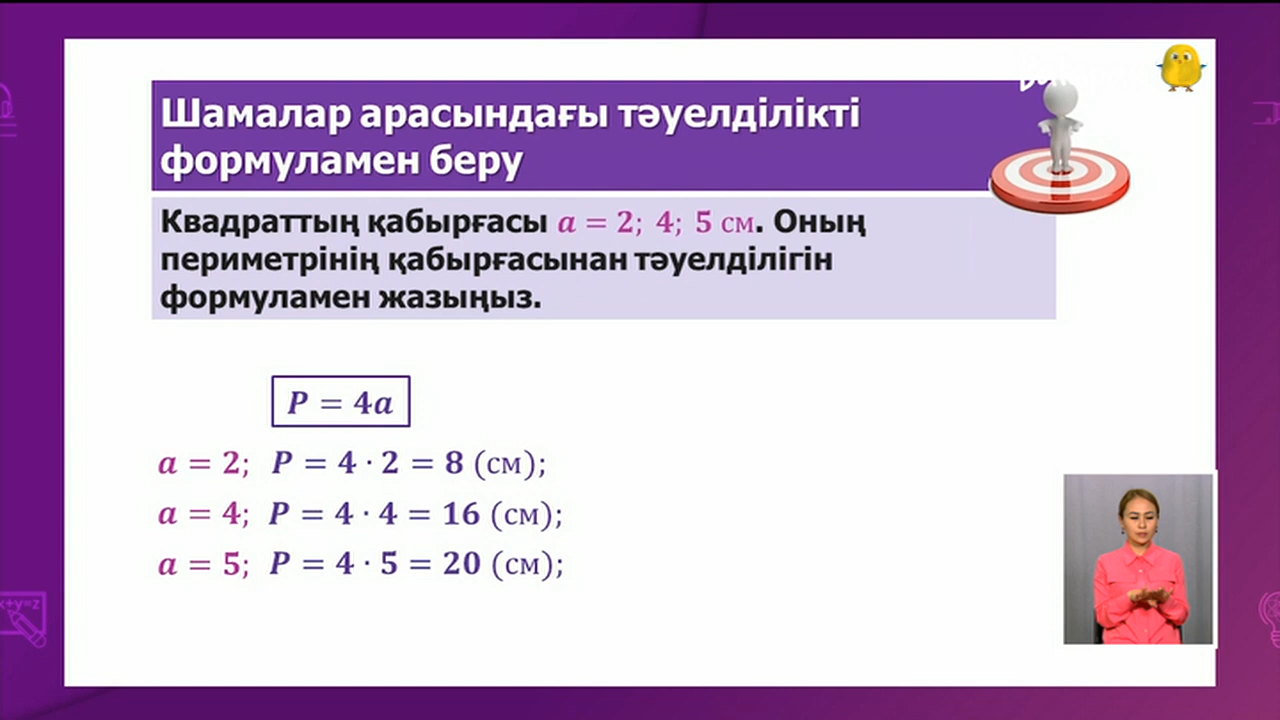 Шамалар арасындағы тәуелділікті
формуламен беру
Квадраттың қабырғасы a = 2; 4; 5 см. Оның
периметрінің қабырғасынан тәуелділігін
формуламен жазыңыз.
P = 4a
a = 2; P = 4 · 2 = 8 (см);
a = 4; P = 4 · 4 = 16 (см);
a = 5; P = 4 · 5 = 20 (см);
x+y=z